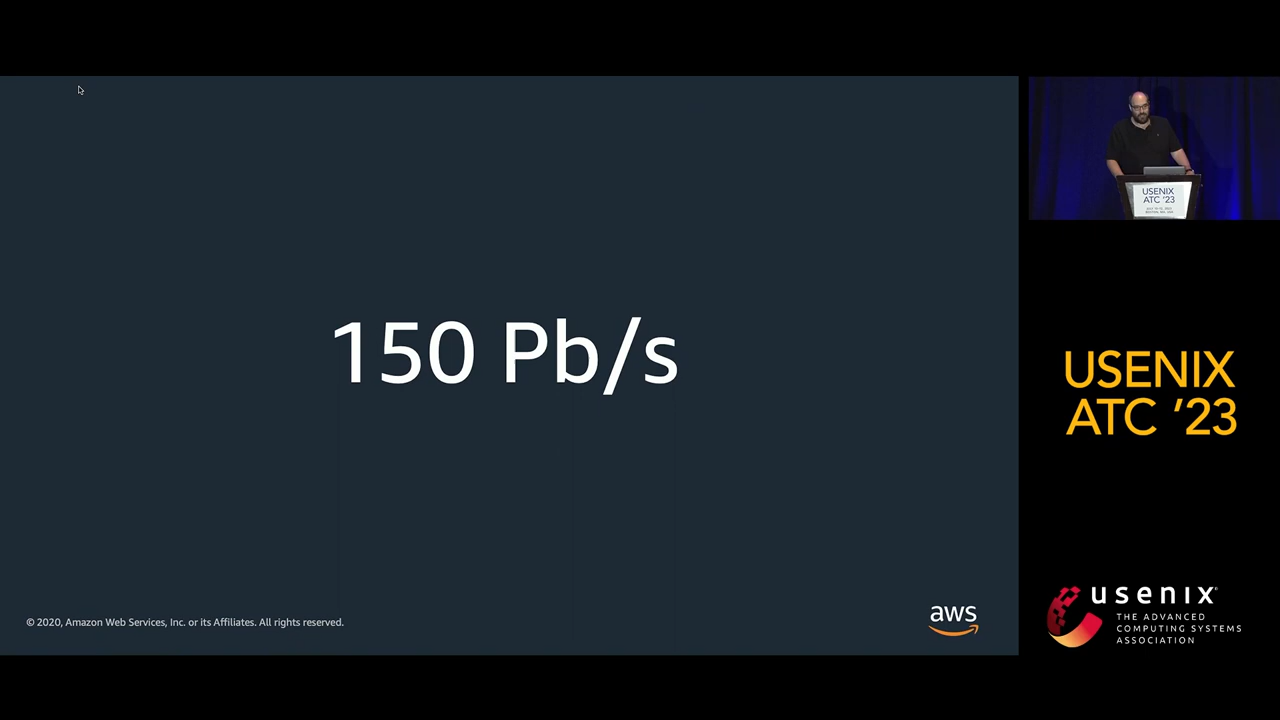 150 Pb/s
© 2020, Amazon Web Services, Inc. or its Affiliates. All rights reserved.
aws
USENIX
ATC '23
USENIX
ATC ’23
usenix
THE ADVANCED
COMPUTING SYSTEMS
ASSOCIATION